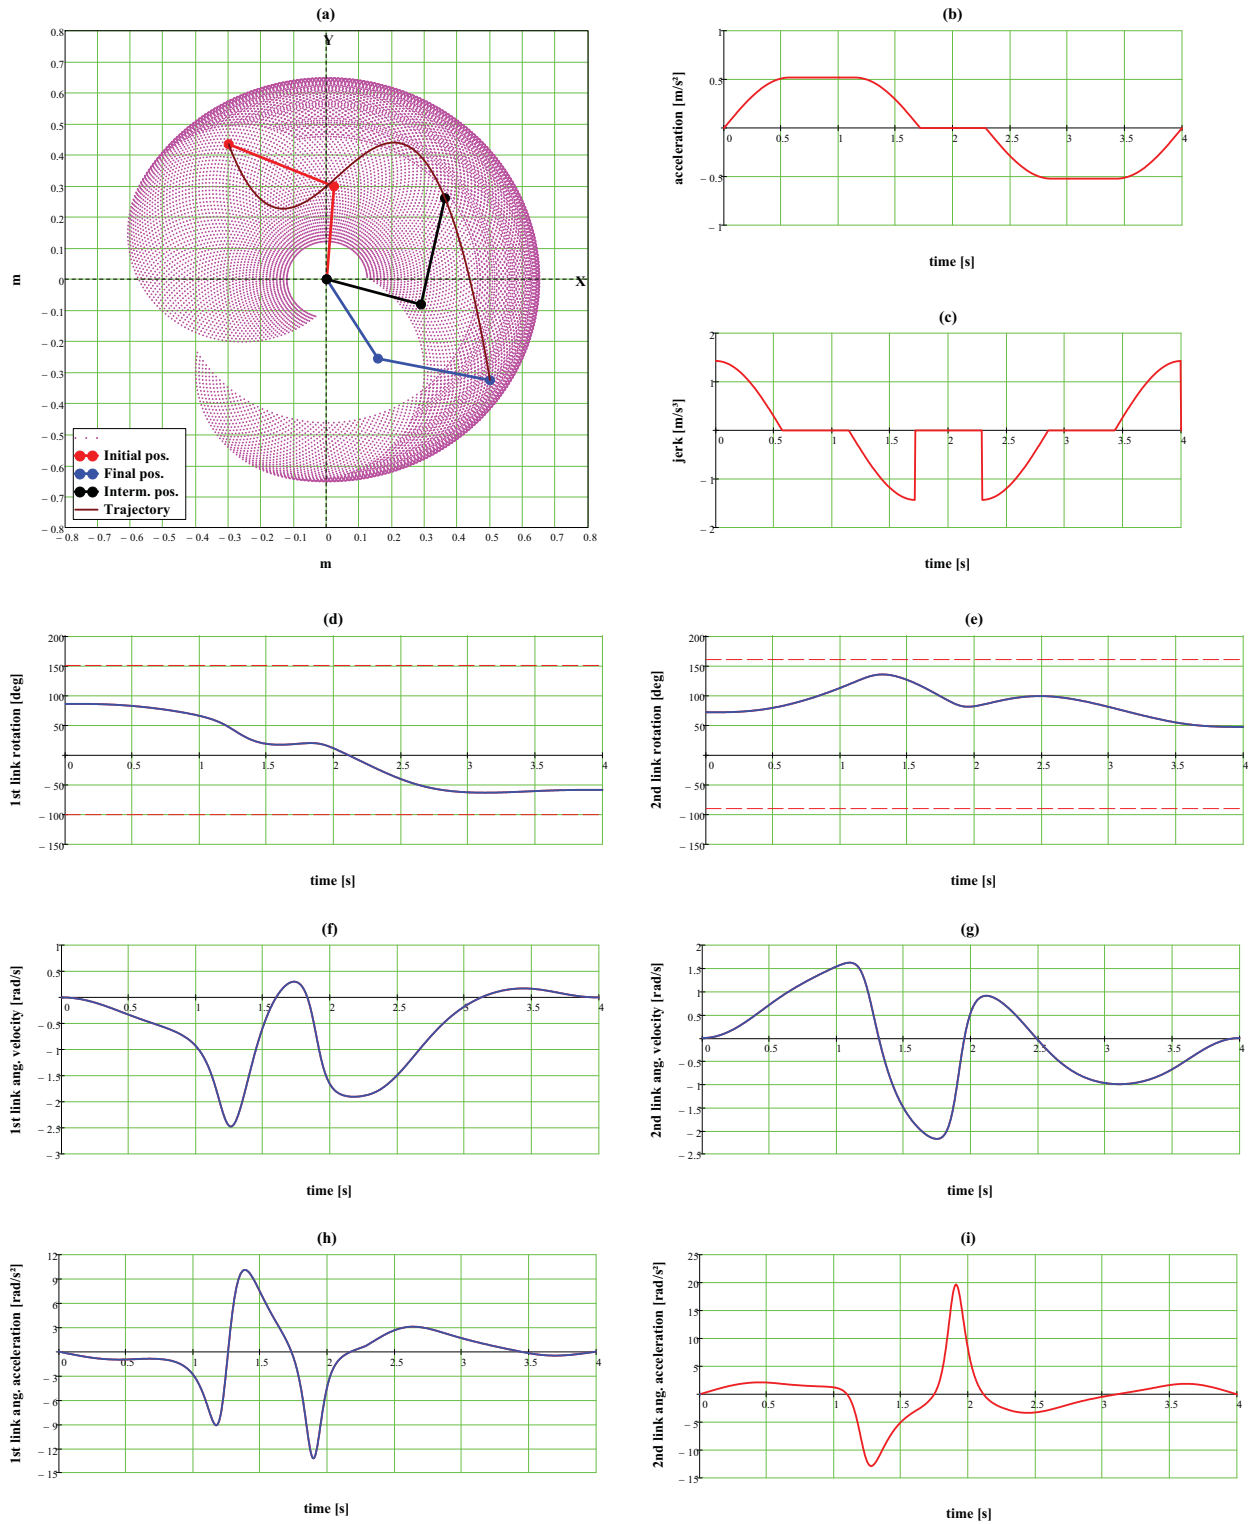 (a)
0.8
0.7
0.6
0.5
0.4
0.3
0.2
0.1
0
– 0.1
– 0.2
– 0.3
– 0.4
– 0.5
– 0.6
– 0.7
– 0.8
m
Y
X
Initial pos.
Final pos.
Interm. pos.
Trajectory
– 0.8 – 0.7 – 0.6 – 0.5 – 0.4 – 0.3 – 0.2 – 0.1 0 0.1 0.2 0.3 0.4 0.5 0.6 0.7 0.8
m
(b)
acceleration [m/s²]
1
0.5
– 0.5
– 1
0 0.5 1 1.5 2 2.5 3 3.5 4
time [s]
(c)
jerk [m/s³]
2
1
– 1
– 2
0 0.5 1 1.5 2 2.5 3 3.5 4
time [s]
(d)
1st link rotation [deg]
200
150
100
50
– 50
– 100
– 150
0 0.5 1 1.5 2 2.5 3 3.5 4
time [s]
(e)
2nd link rotation [deg]
200
150
100
50
– 50
– 100
– 150
0 0.5 1 1.5 2 2.5 3 3.5 4
time [s]
(f)
1st link ang. velocity [rad/s]
1
0.5
– 0.5
– 1
– 1.5
– 2
– 2.5
– 3
0 0.5 1 1.5 2 2.5 3 3.5 4
time [s]
(g)
2nd link ang. velocity [rad/s]
2
1.5
1
0.5
– 0.5
– 1
– 1.5
– 2
– 2.5
0 0.5 1 1.5 2 2.5 3 3.5 4
time [s]
(h)
1st link ang. acceleration [rad/s²]
12
9
6
3
– 3
– 6
– 9
– 12
– 15
0 0.5 1 1.5 2 2.5 3 3.5 4
time [s]
(i)
2nd link ang. acceleration [rad/s²]
25
20
15
10
5
– 5
– 10
– 15
0 0.5 1 1.5 2 2.5 3 3.5 4
time [s]